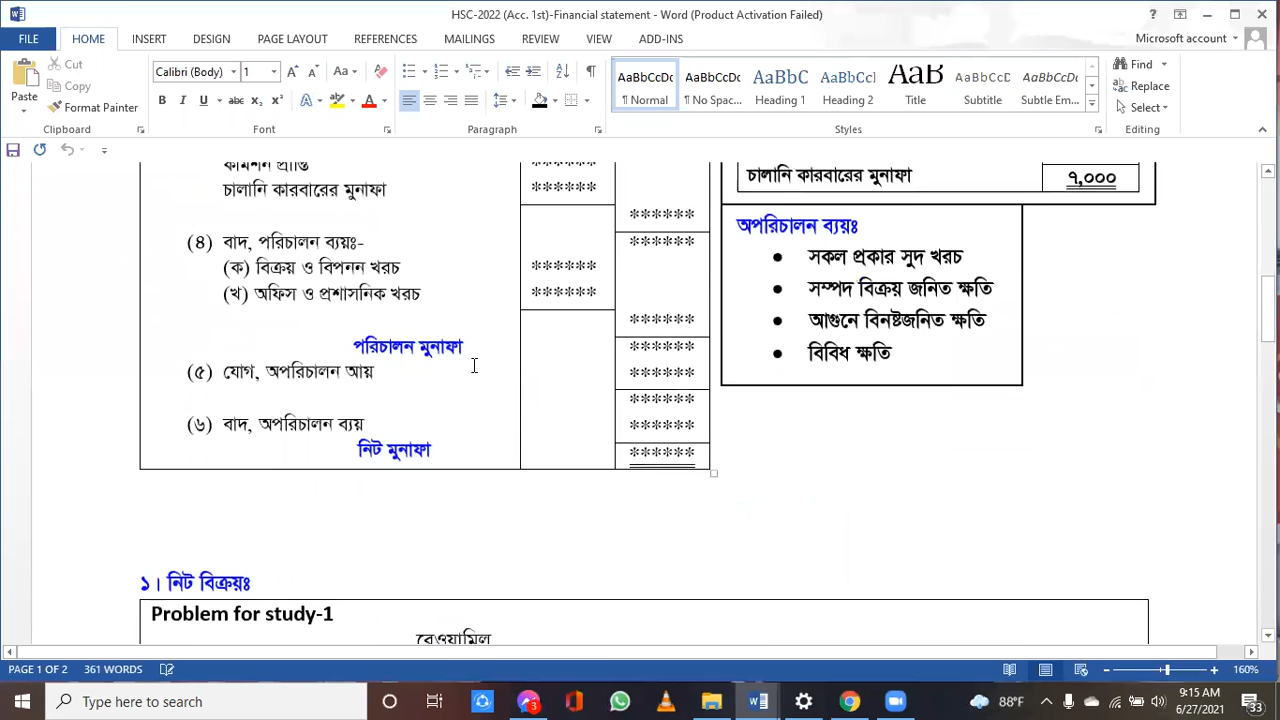 HSC-2022 (Acc. 1st)-Financial statement - Word (Product Activation Failed)
FILE HOME INSERT DESIGN PAGE LAYOUT REFERENCES MAILINGS REVIEW VIEW ADD-INS Microsoft account
Cut
Copy
Format Painter
Paste
Clipboard
Calibri (Body) 1
Font
Paragraph
AaBbCcDc AaBbCcDc AaBbC AaBbCc AaB AaBbCcD AaBbCcDc
¶ Normal ¶ No Spac... Heading Heading 2 Title Subtitle Subtle Em...
Styles
Find
Replace
Select
Editing
কমিশন প্রাপ্তি ******
চালানি কারবারের মুনাফা ******
******
(৪) বাদ, পরিচালন ব্যয়ঃ- ******
(ক) বিক্রয় ও বিপনন খরচ ******
(খ) অফিস ও প্রশাসনিক খরচ ******
******
পরিচালন মুনাফা ******
(৫) যোগ, অপরিচালন আয় ******
******
(৬) বাদ, অপরিচালন ব্যয় ******
নিট মুনাফা ******
চালানি কারবারের মুনাফা ৭,০০০
অপরিচালন ব্যয়ঃ
• সকল প্রকার সুদ খরচ
• সম্পদ বিক্রয় জনিত ক্ষতি
• আগুনে বিনষ্টজনিত ক্ষতি
• বিবিধ ক্ষতি
১। নিট বিক্রয়ঃ
Problem for study-1
রেওয়ামিল
PAGE 1 OF 2 361 WORDS 160%
Type here to search
3
88°F
9:15 AM
6/27/2021
33